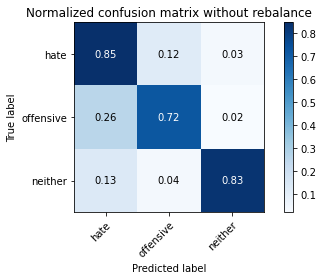 Normalized confusion matrix without rebalance
True label
hate 0.85 0.12 0.03
offensive 0.26 0.72 0.02
neither 0.13 0.04 0.83
hate offensive neither
Predicted label
0.8
0.7
0.6
0.5
0.4
0.3
0.2
0.1